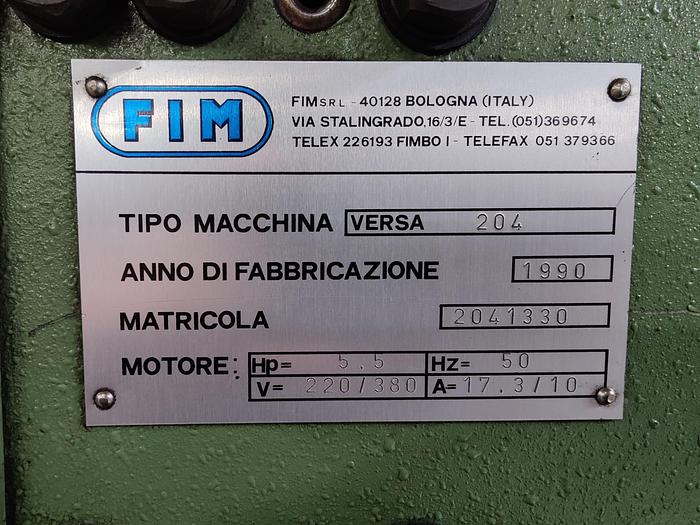 FIM
FIM SRL - 40128 BOLOGNA (ITALY)
VIA STALINGRADO, 16/3/E - TEL. (051) 369674
TELEX 226193 FIMBO I - TELEFAX 051 379366
TIPO MACCHINA VERSA 204
ANNO DI FABBRICAZIONE 1990
MATRICOLA 2041330
MOTORE: Hp= 5.5 Hz= 50
V= 220/380 A= 17.3/10